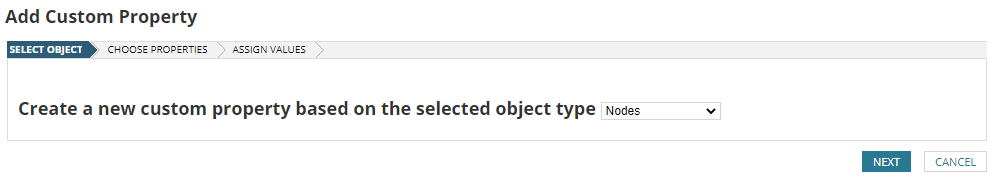 Add Custom Property
SELECT OBJECT CHOOSE PROPERTIES ASSIGN VALUES
Create a new custom property based on the selected object type Nodes
NEXT CANCEL